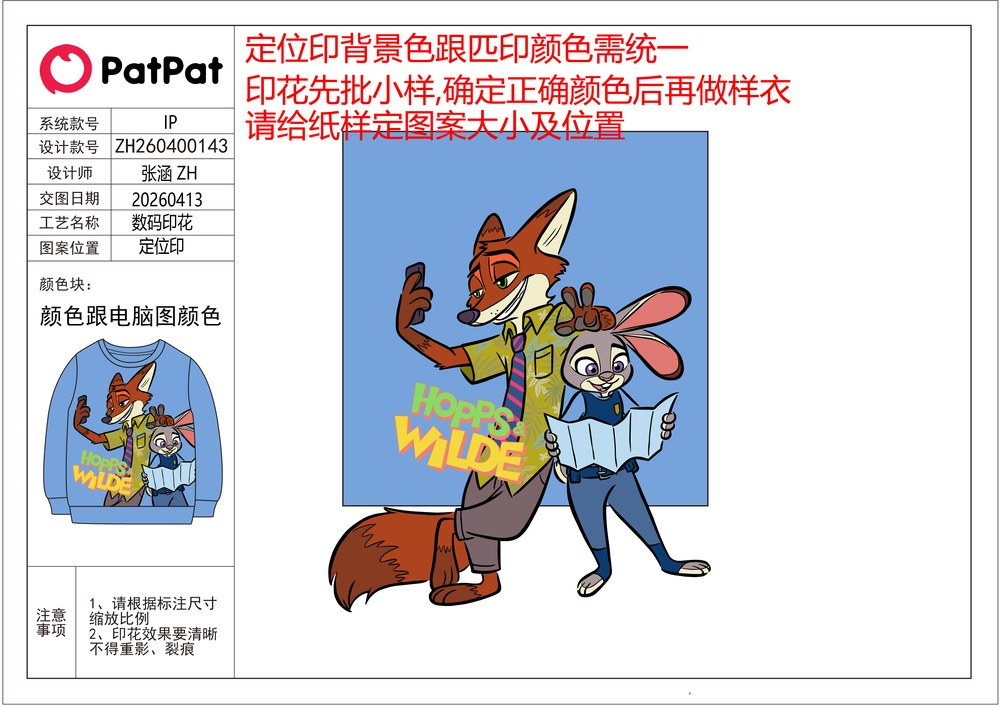 PatPat
定位印背景色跟匹印颜色需统一
印花先批小样,确定正确颜色后再做样衣
请给纸样定图案大小及位置
系统款号 IP
设计款号 ZH260400143
设计师 张涵 ZH
交图日期 20260413
工艺名称 数码印花
图案位置 定位印
颜色块：
颜色跟电脑图颜色
HOPPS &
WILDE
HOPPS &
WILDE
注意
事项
1、请根据标注尺寸
缩放比例
2、印花效果要清晰
不得重影、裂痕